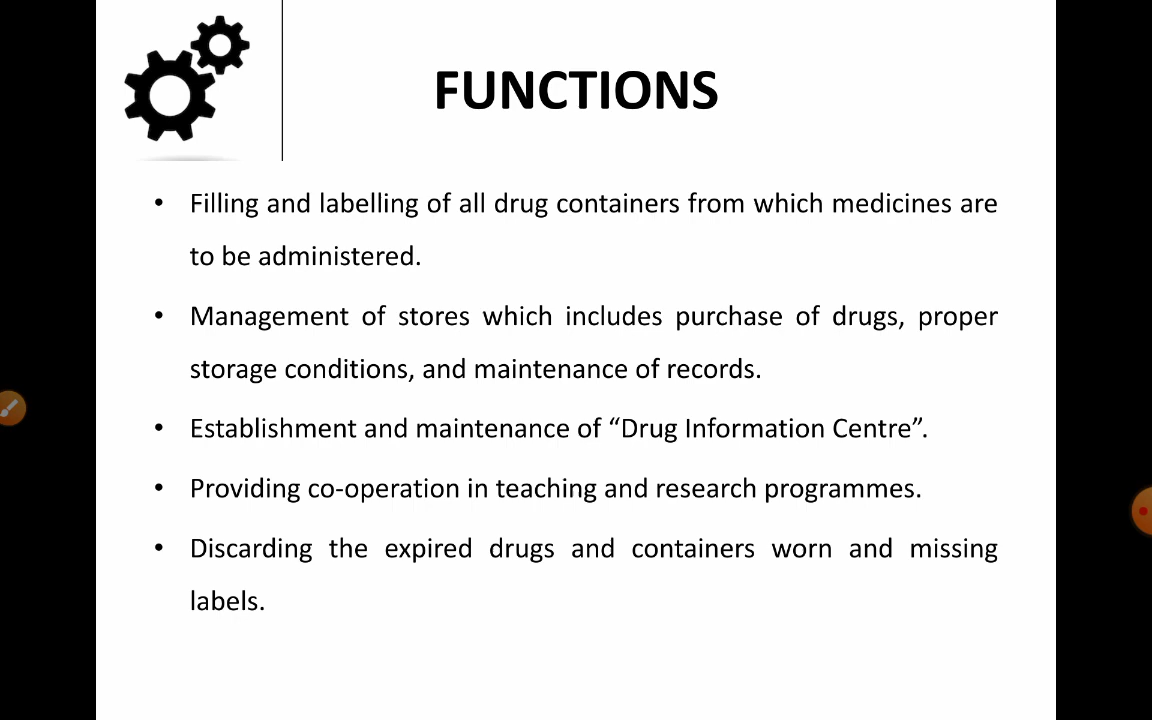 FUNCTIONS
• Filling and labelling of all drug containers from which medicines are
to be administered.
• Management of stores which includes purchase of drugs, proper
storage conditions, and maintenance of records.
• Establishment and maintenance of “Drug Information Centre”.
• Providing co-operation in teaching and research programmes.
• Discarding the expired drugs and containers worn and missing
labels.